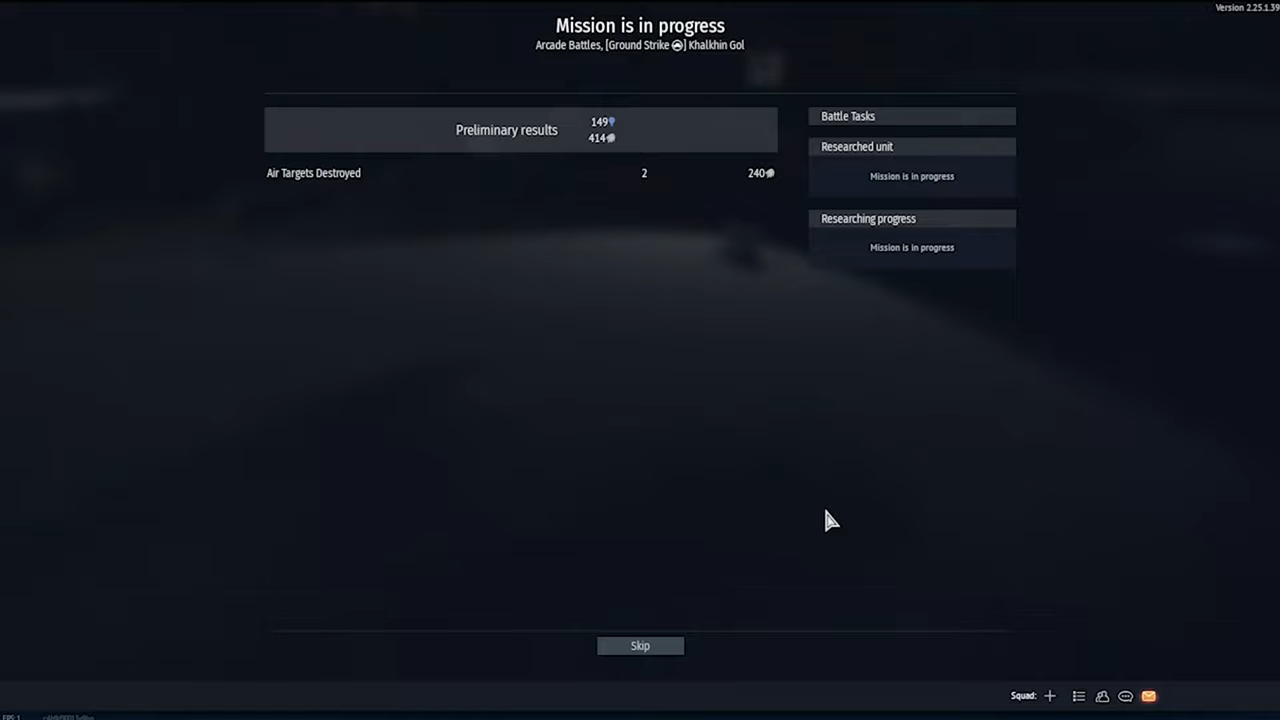 Version 2.25.1.39
Mission is in progress
Arcade Battles, [Ground Strike] Khalkhin Gol
Preliminary results
149
414
Air Targets Destroyed 2 240
Battle Tasks
Researched unit
Mission is in progress
Researching progress
Mission is in progress
Skip
Squad: